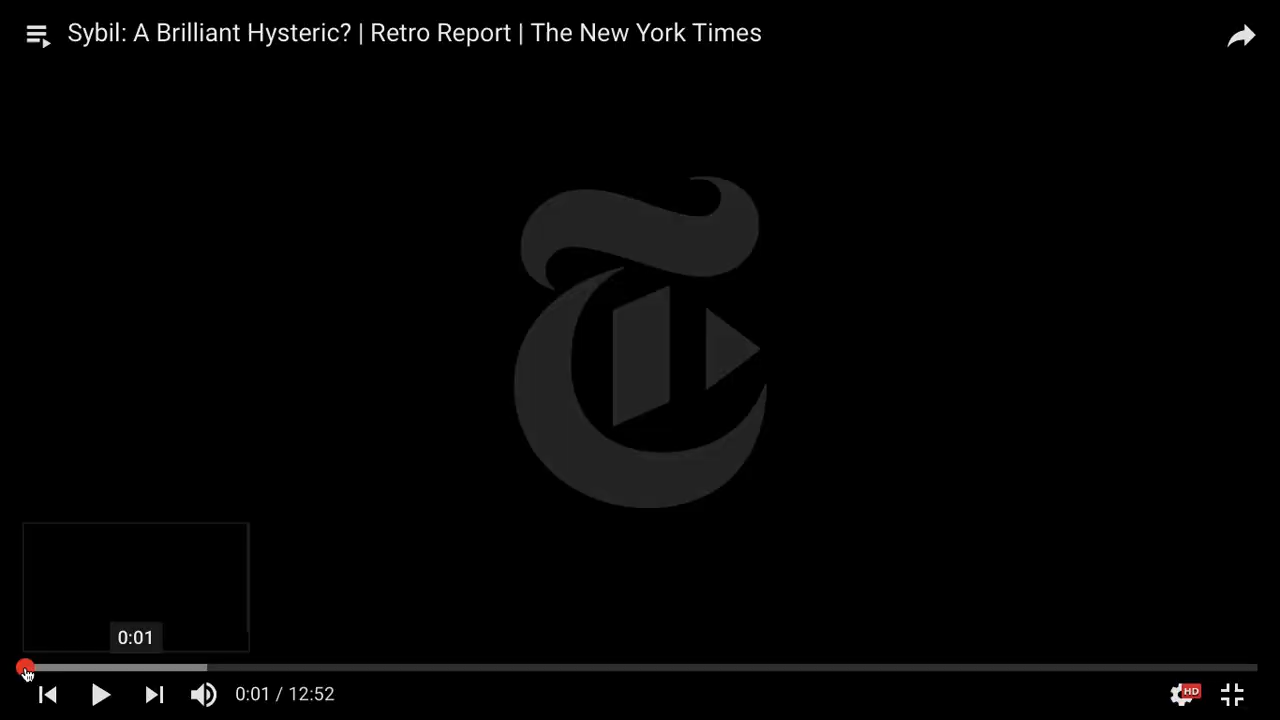 Sybil: A Brilliant Hysteric? | Retro Report | The New York Times
0:01
0:01 / 12:52
HD